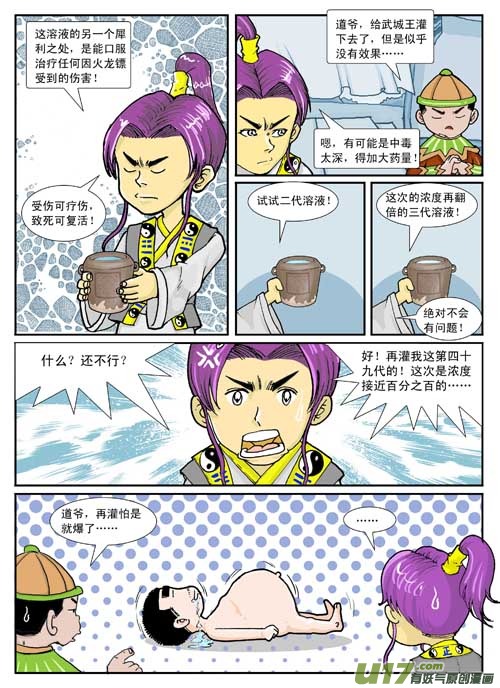 这溶液的另一个犀
利之处，是能口服
治疗任何因火龙镖
受到的伤害！
受伤可疗伤，
致死可复活！
道爷，给武城王灌
下去了，但是似乎
没有效果……
嗯，有可能是中毒
太深，得加大药量！
试试二代溶液！
这次的浓度再翻
倍的三代溶液！
绝对不会
有问题！
什么？还不行？
好！再灌我这第四十
九代的！这次是浓度
接近百分之百的……
道爷，再灌怕是
就爆了……
……
正
U17.com
有妖气原创漫画